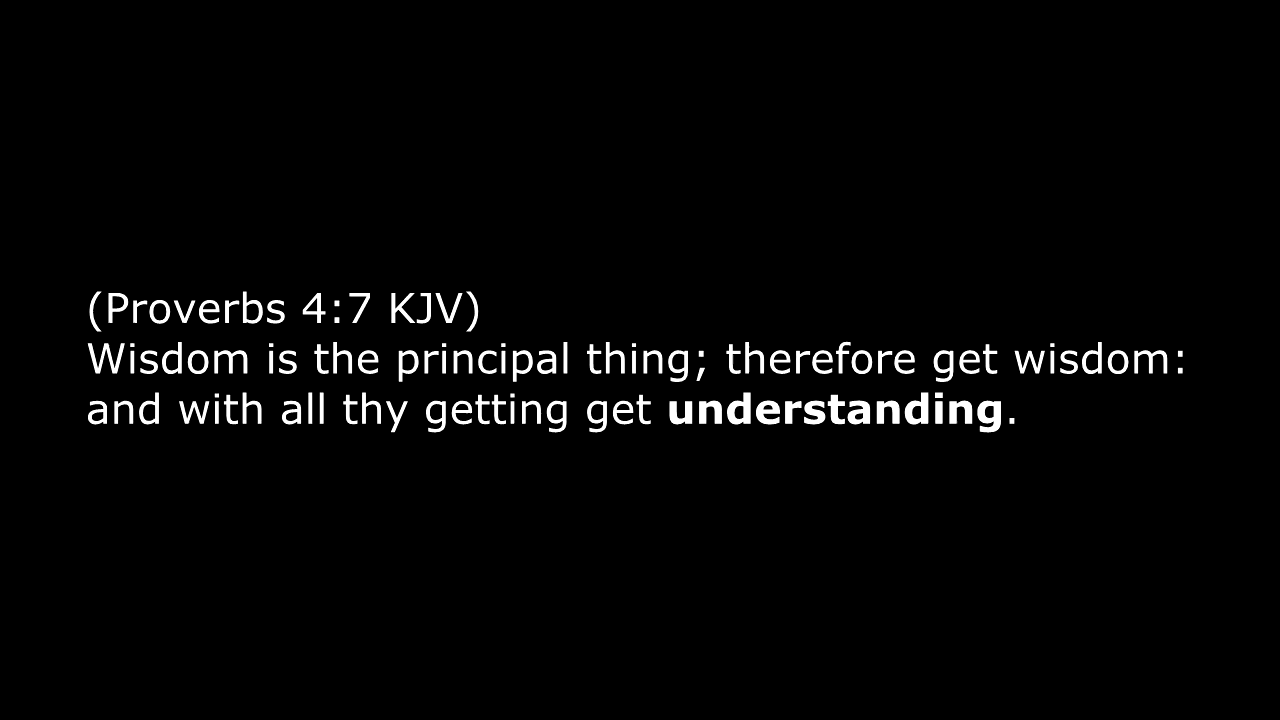 (Proverbs 4:7 KJV)
Wisdom is the principal thing; therefore get wisdom:
and with all thy getting get understanding.